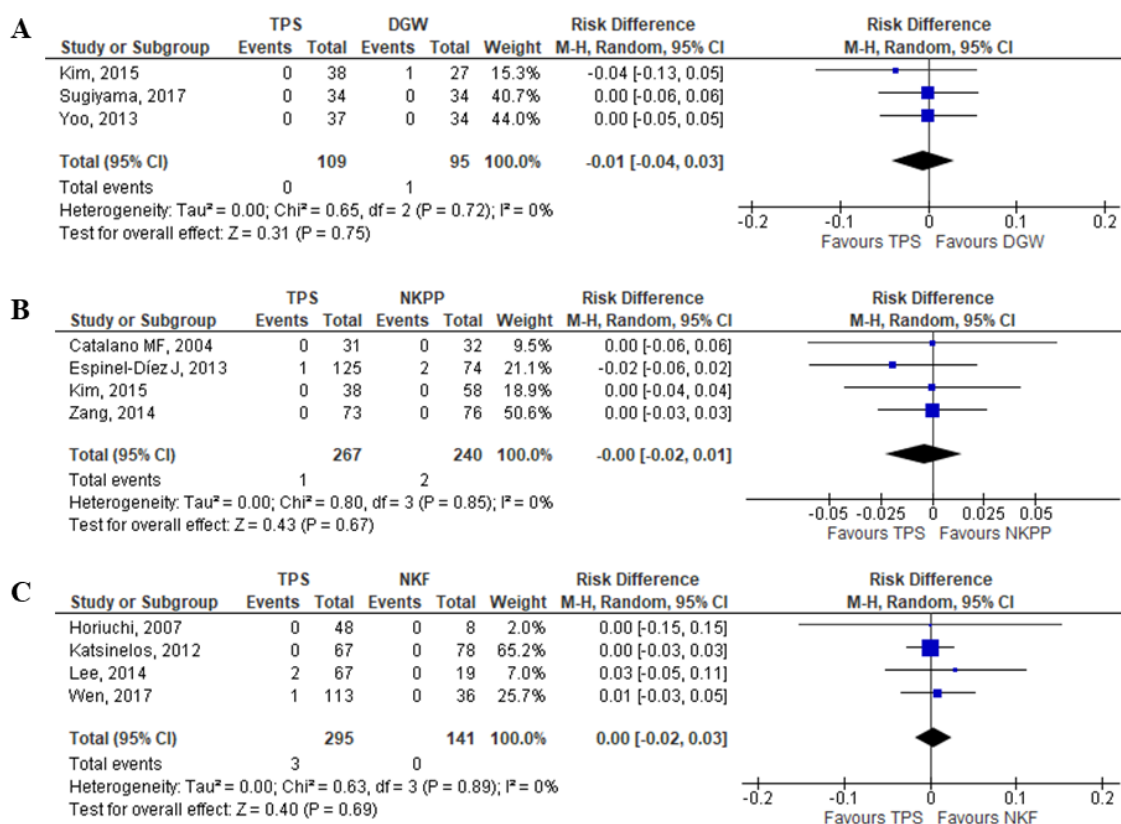 A
TPS DGW Risk Difference Risk Difference
Study or Subgroup Events Total Events Total Weight M-H, Random, 95% CI M-H, Random, 95% CI
Kim, 2015 0 38 1 27 15.3% -0.04 [-0.13, 0.05]
Sugiyama, 2017 0 34 0 34 40.7% 0.00 [-0.06, 0.06]
Yoo, 2013 0 37 0 34 44.0% 0.00 [-0.05, 0.05]
Total (95% CI) 109 95 100.0% -0.01 [-0.04, 0.03]
Total events 0 1
Heterogeneity: Tau² = 0.00; Chi² = 0.65, df = 2 (P = 0.72); I² = 0%
Test for overall effect: Z = 0.31 (P = 0.75)
-0.2 -0.1 0 0.1 0.2
Favours TPS Favours DGW
B
TPS NKPP Risk Difference Risk Difference
Study or Subgroup Events Total Events Total Weight M-H, Random, 95% CI M-H, Random, 95% CI
Catalano MF, 2004 0 31 0 32 9.5% 0.00 [-0.06, 0.06]
Espinel-Díez J, 2013 1 125 2 74 21.1% -0.02 [-0.06, 0.02]
Kim, 2015 0 38 0 58 18.9% 0.00 [-0.04, 0.04]
Zang, 2014 0 73 0 76 50.6% 0.00 [-0.03, 0.03]
Total (95% CI) 267 240 100.0% -0.00 [-0.02, 0.01]
Total events 1 2
Heterogeneity: Tau² = 0.00; Chi² = 0.80, df = 3 (P = 0.85); I² = 0%
Test for overall effect: Z = 0.43 (P = 0.67)
-0.05 -0.025 0 0.025 0.05
Favours TPS Favours NKPP
C
TPS NKF Risk Difference Risk Difference
Study or Subgroup Events Total Events Total Weight M-H, Random, 95% CI M-H, Random, 95% CI
Horiuchi, 2007 0 48 0 8 2.0% 0.00 [-0.15, 0.15]
Katsinelos, 2012 0 67 0 78 65.2% 0.00 [-0.03, 0.03]
Lee, 2014 2 67 0 19 7.0% 0.03 [-0.05, 0.11]
Wen, 2017 1 113 0 36 25.7% 0.01 [-0.03, 0.05]
Total (95% CI) 295 141 100.0% 0.00 [-0.02, 0.03]
Total events 3 0
Heterogeneity: Tau² = 0.00; Chi² = 0.63, df = 3 (P = 0.89); I² = 0%
Test for overall effect: Z = 0.40 (P = 0.69)
-0.2 -0.1 0 0.1 0.2
Favours TPS Favours NKF